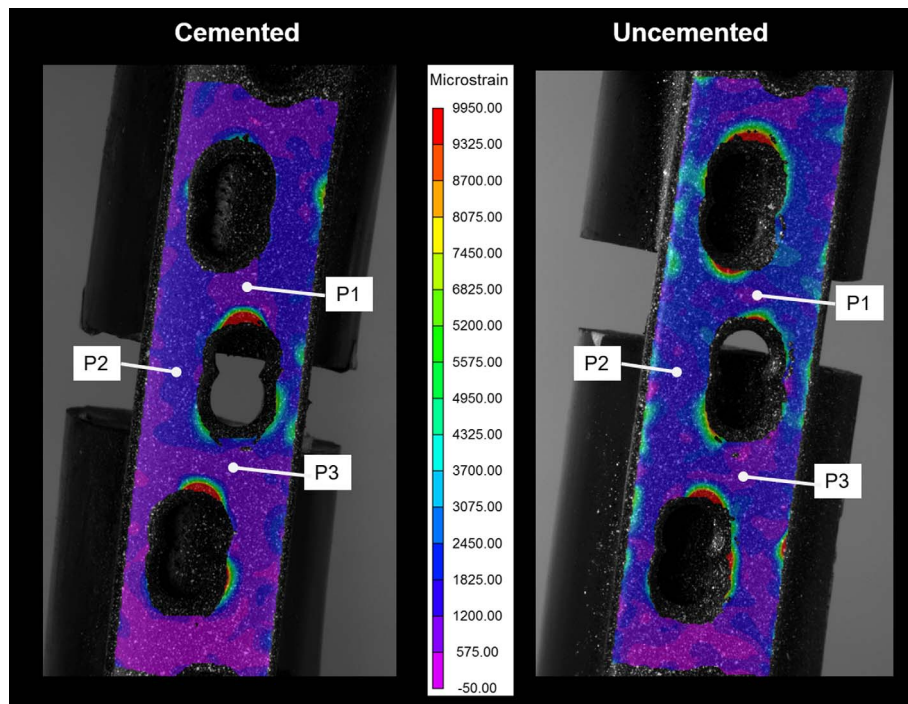 Cemented
Uncemented
Microstrain
9950.00
9325.00
8700.00
8075.00
7450.00
6825.00
5200.00
5575.00
4950.00
4325.00
3700.00
3075.00
2450.00
1825.00
1200.00
575.00
-50.00
P1
P2
P3
P1
P2
P3